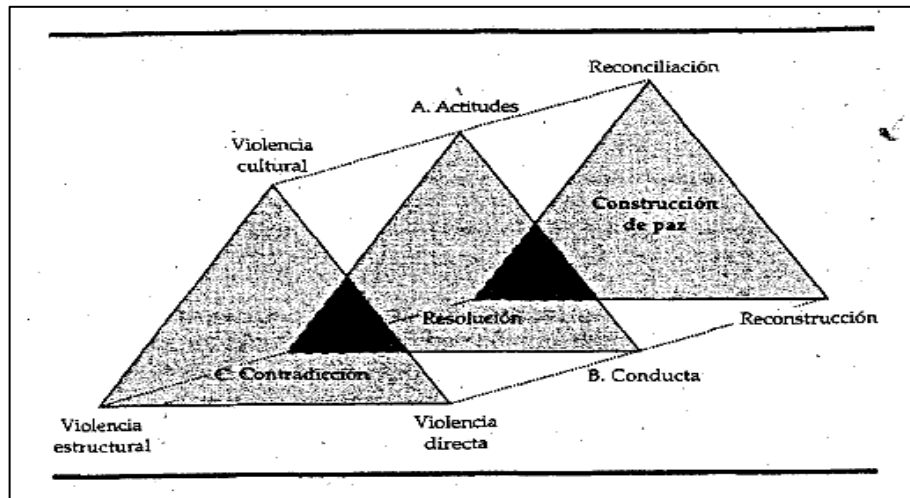 Reconciliación
A. Actitudes
Violencia
cultural
Construcción
de paz
Resolución
Reconstrucción
C. Contradicción
B. Conducta
Violencia
estructural
Violencia
directa